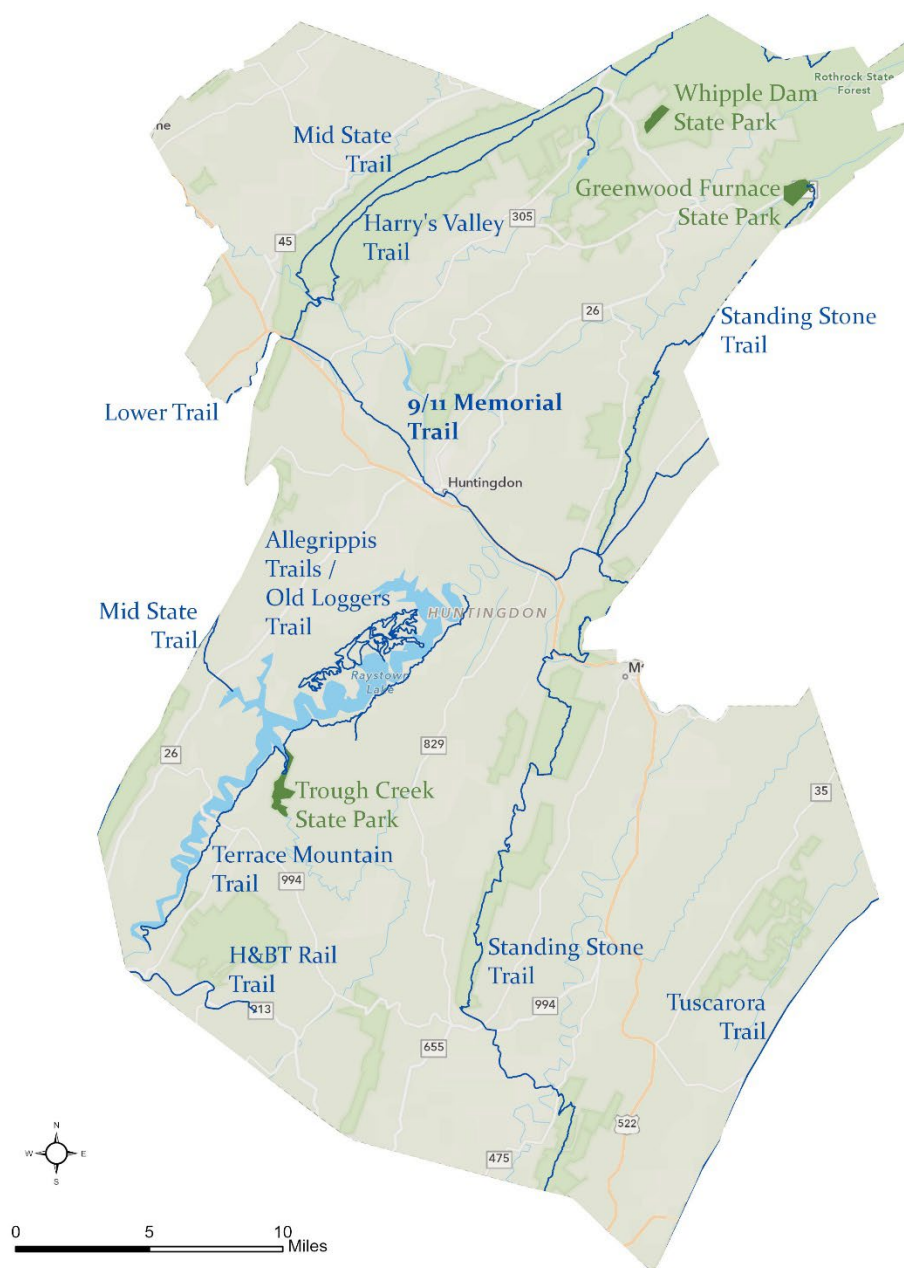 Rothrock State
Forest
Whipple Dam
State Park
ne
Mid State
Trail
Greenwood Furnace
State Park
Harry's Valley
Trail
305
45
26
Standing Stone
Trail
Lower Trail
9/11 Memorial
Trail
Huntingdon
Allegrippis
Trails /
Old Loggers
Trail
HUNTINGDON
Mid State
Trail
Raystown
Lake
829
26
35
Trough Creek
State Park
Terrace Mountain
Trail
994
H&BT Rail
Trail
Standing Stone
Trail
994
Tuscarora
Trail
655
522
475
N
W
E
S
0
5
10
Miles